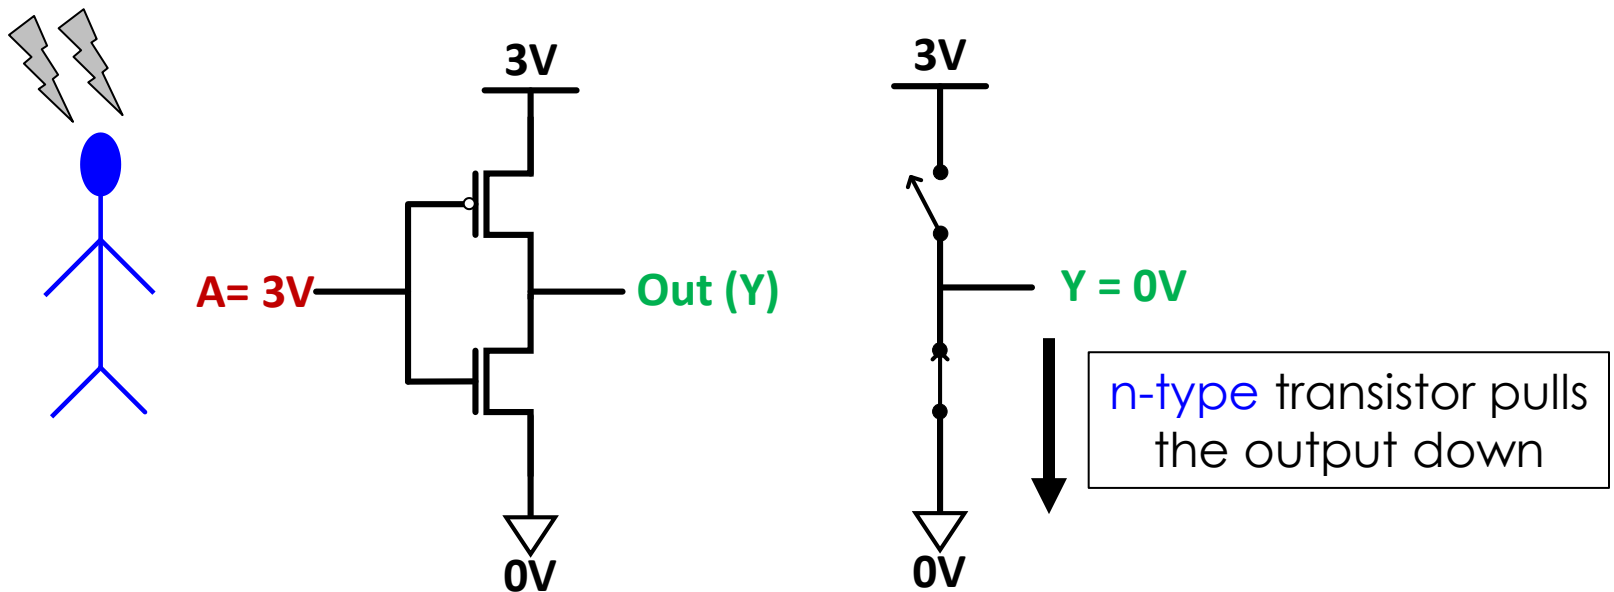 3V
A= 3V
Out (Y)
0V
3V
Y = 0V
0V
n-type transistor pulls
the output down